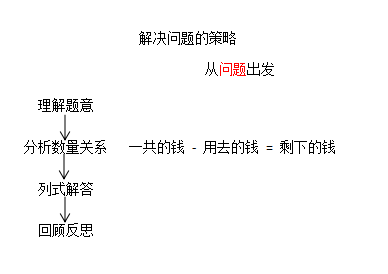 解决问题的策略
从问题出发
理解题意
分析数量关系 一共的钱 - 用去的钱 = 剩下的钱
列式解答
回顾反思